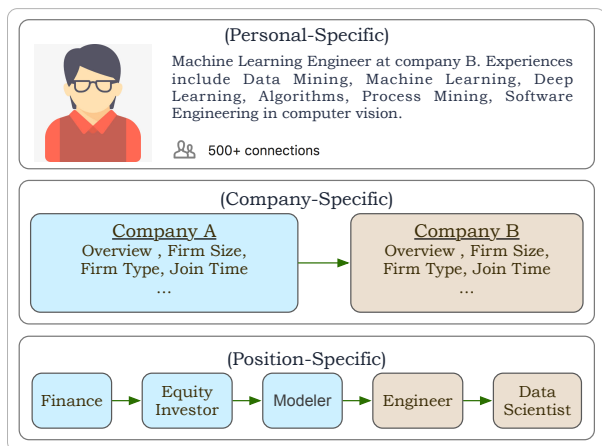 (Personal-Specific)
Machine Learning Engineer at company B. Experiences
include Data Mining, Machine Learning, Deep
Learning, Algorithms, Process Mining, Software
Engineering in computer vision.
500+ connections
(Company-Specific)
Company A
Overview , Firm Size,
Firm Type, Join Time
...
Company B
Overview , Firm Size,
Firm Type, Join Time
...
(Position-Specific)
Finance
Equity
Investor
Modeler
Engineer
Data
Scientist